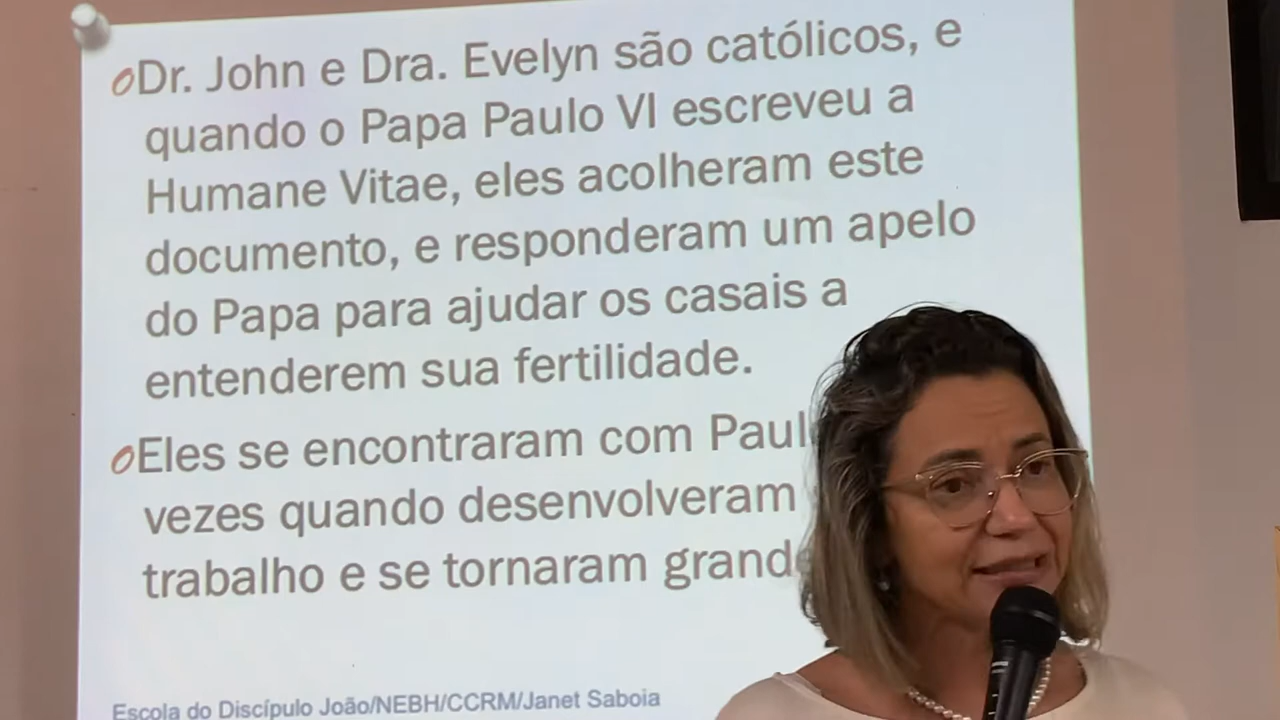 Dr. John e Dra. Evelyn são católicos, e
quando o Papa Paulo VI escreveu a
Humane Vitae, eles acolheram este
documento, e responderam um apelo
do Papa para ajudar os casais a
entenderem sua fertilidade.
Eles se encontraram com Paul
vezes quando desenvolveram
trabalho e se tornaram grand
Escola do Discípulo João/NEBH/CCRM/Janet Saboia